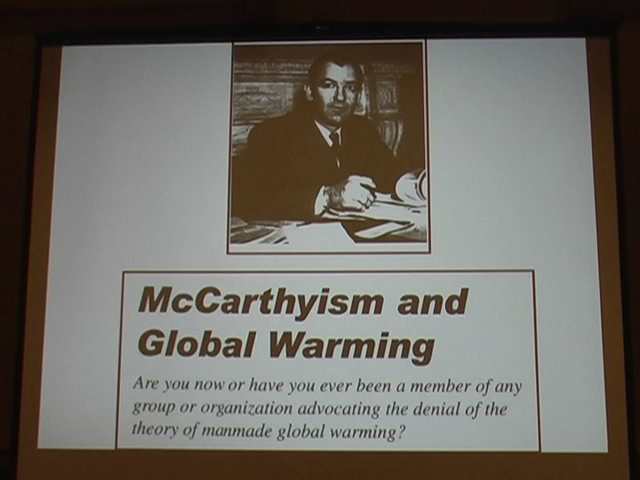 McCarthyism and
Global Warming
Are you now or have you ever been a member of any
group or organization advocating the denial of the
theory of manmade global warming?